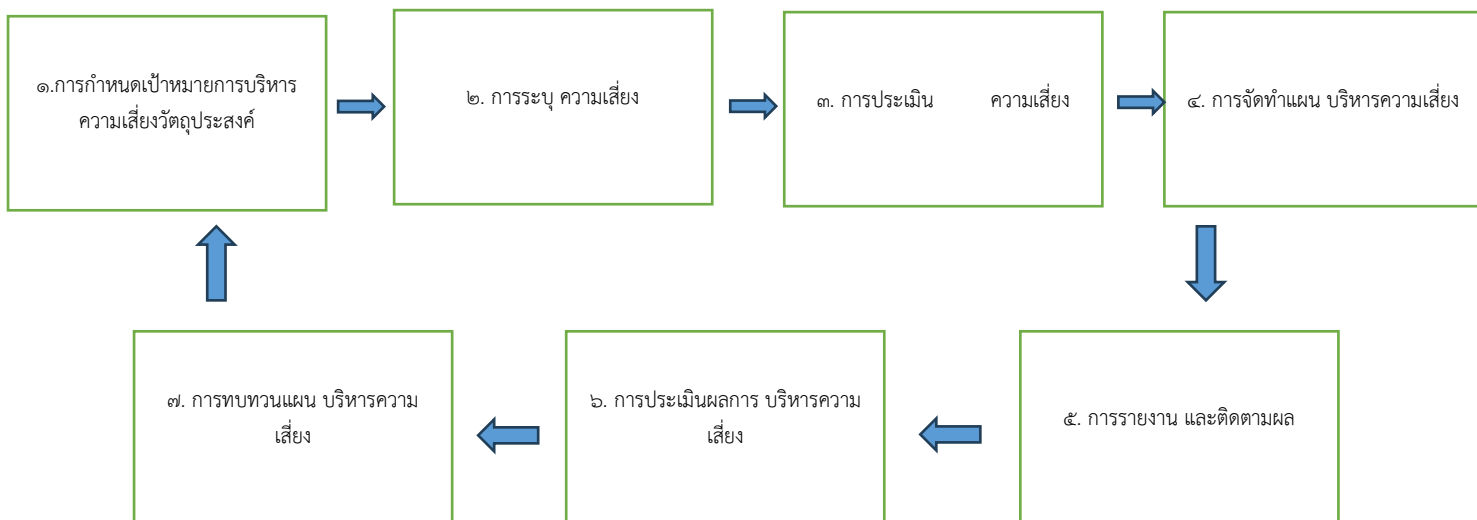 ๑.การกำหนดเป้าหมายการบริหาร
ความเสี่ยงวัตถุประสงค์
๒. การระบุ ความเสี่ยง
๓. การประเมิน ความเสี่ยง
๔. การจัดทำแผน บริหารความเสี่ยง
๕. การรายงาน และติดตามผล
๖. การประเมินผลการ บริหารความ
เสี่ยง
๗. การทบทวนแผน บริหารความ
เสี่ยง